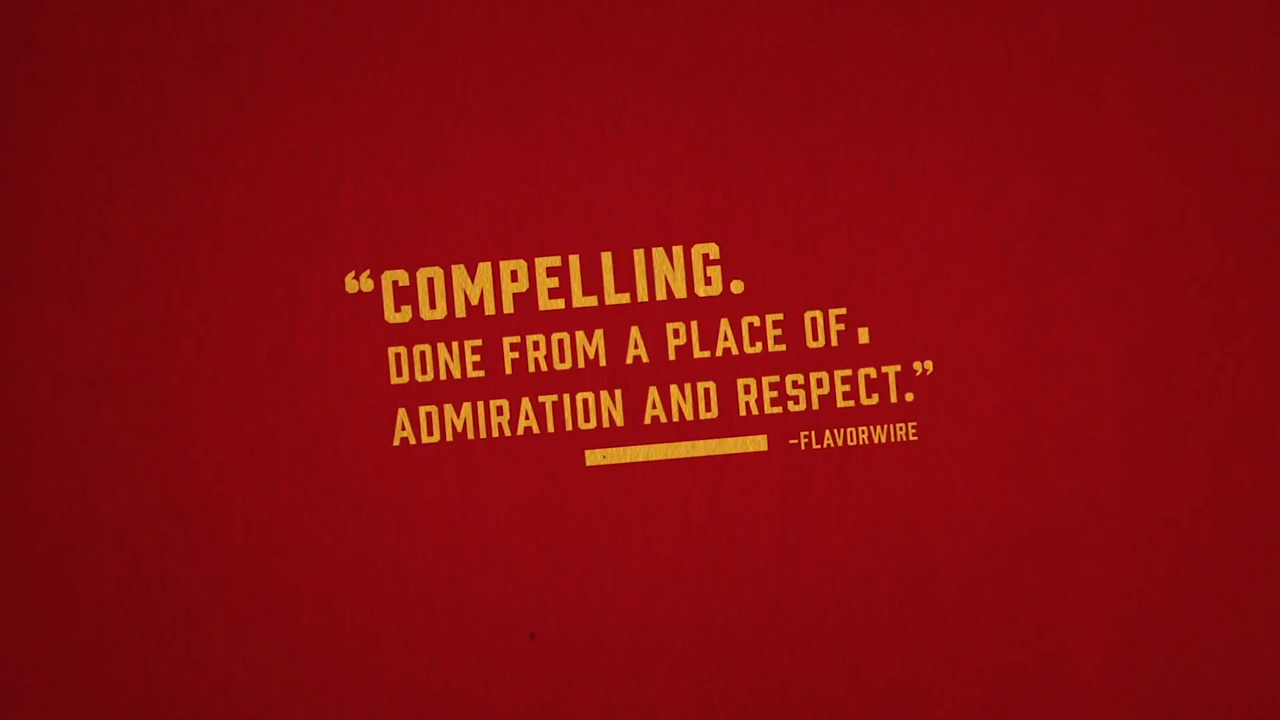 “COMPELLING.
DONE FROM A PLACE OF.
ADMIRATION AND RESPECT.”
-FLAVORWIRE